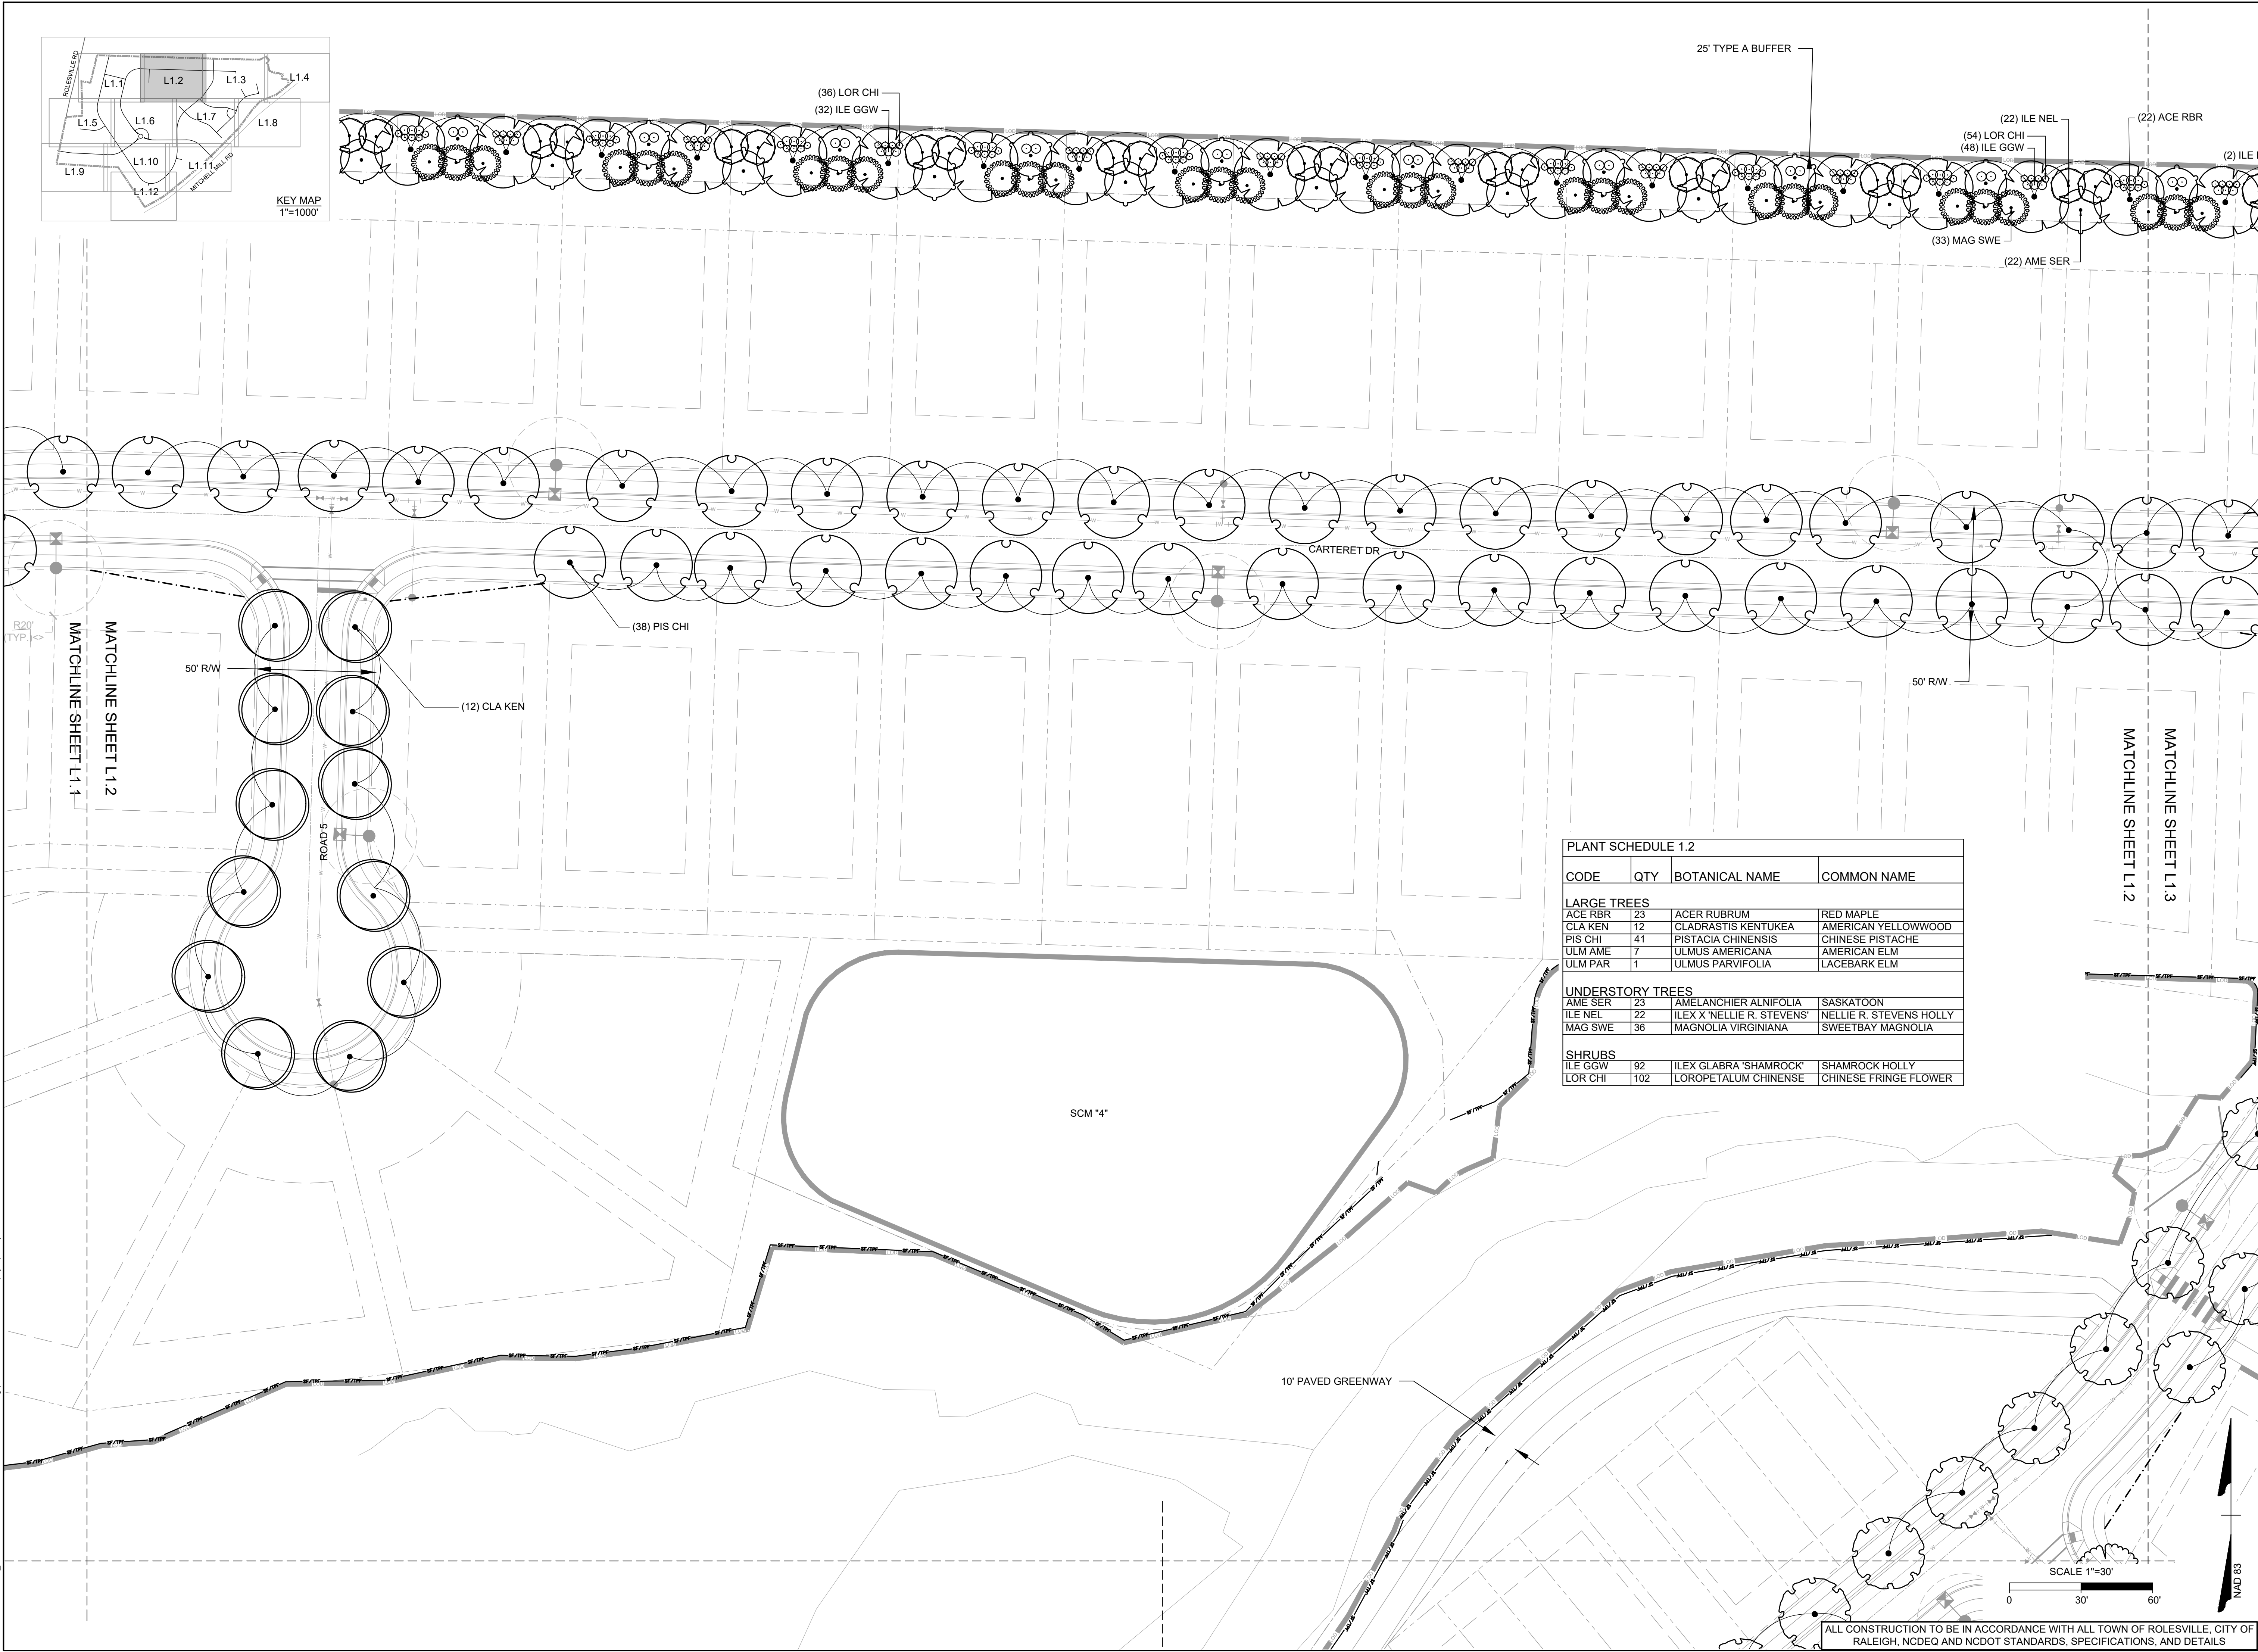 ROLESVILLE RD
L1.1
L1.2
L1.3
L1.4
L1.5
L1.6
L1.7
L1.8
L1.9
L1.10
L1.11
L1.12
MITCHELL MILL RD
KEY MAP
1"=1000'
(36) LOR CHI
(32) ILE GGW
25' TYPE A BUFFER
(22) ILE NEL
(54) LOR CHI
(48) ILE GGW
(22) ACE RBR
(2) ILE
(33) MAG SWE
(22) AME SER
CARTERET DR
(38) PIS CHI
R20'
(TYP.)<>
50' R/W
50' R/W
(12) CLA KEN
MATCHLINE SHEET L1.1
MATCHLINE SHEET L1.2
ROAD 5
MATCHLINE SHEET L1.2
MATCHLINE SHEET L1.3
PLANT SCHEDULE 1.2
CODE QTY BOTANICAL NAME COMMON NAME
LARGE TREES
ACE RBR 23 ACER RUBRUM RED MAPLE
CLA KEN 12 CLADRASTIS KENTUKEA AMERICAN YELLOWWOOD
PIS CHI 41 PISTACIA CHINENSIS CHINESE PISTACHE
ULM AME 7 ULMUS AMERICANA AMERICAN ELM
ULM PAR 1 ULMUS PARVIFOLIA LACEBARK ELM
UNDERSTORY TREES
AME SER 23 AMELANCHIER ALNIFOLIA SASKATOON
ILE NEL 22 ILEX X 'NELLIE R. STEVENS' NELLIE R. STEVENS HOLLY
MAG SWE 36 MAGNOLIA VIRGINIANA SWEETBAY MAGNOLIA
SHRUBS
ILE GGW 92 ILEX GLABRA 'SHAMROCK' SHAMROCK HOLLY
LOR CHI 102 LOROPETALUM CHINENSE CHINESE FRINGE FLOWER
SCM "4"
10' PAVED GREENWAY
SCALE 1"=30'
0 30' 60'
NAD 83
ALL CONSTRUCTION TO BE IN ACCORDANCE WITH ALL TOWN OF ROLESVILLE, CITY OF
RALEIGH, NCDEQ AND NCDOT STANDARDS, SPECIFICATIONS, AND DETAILS